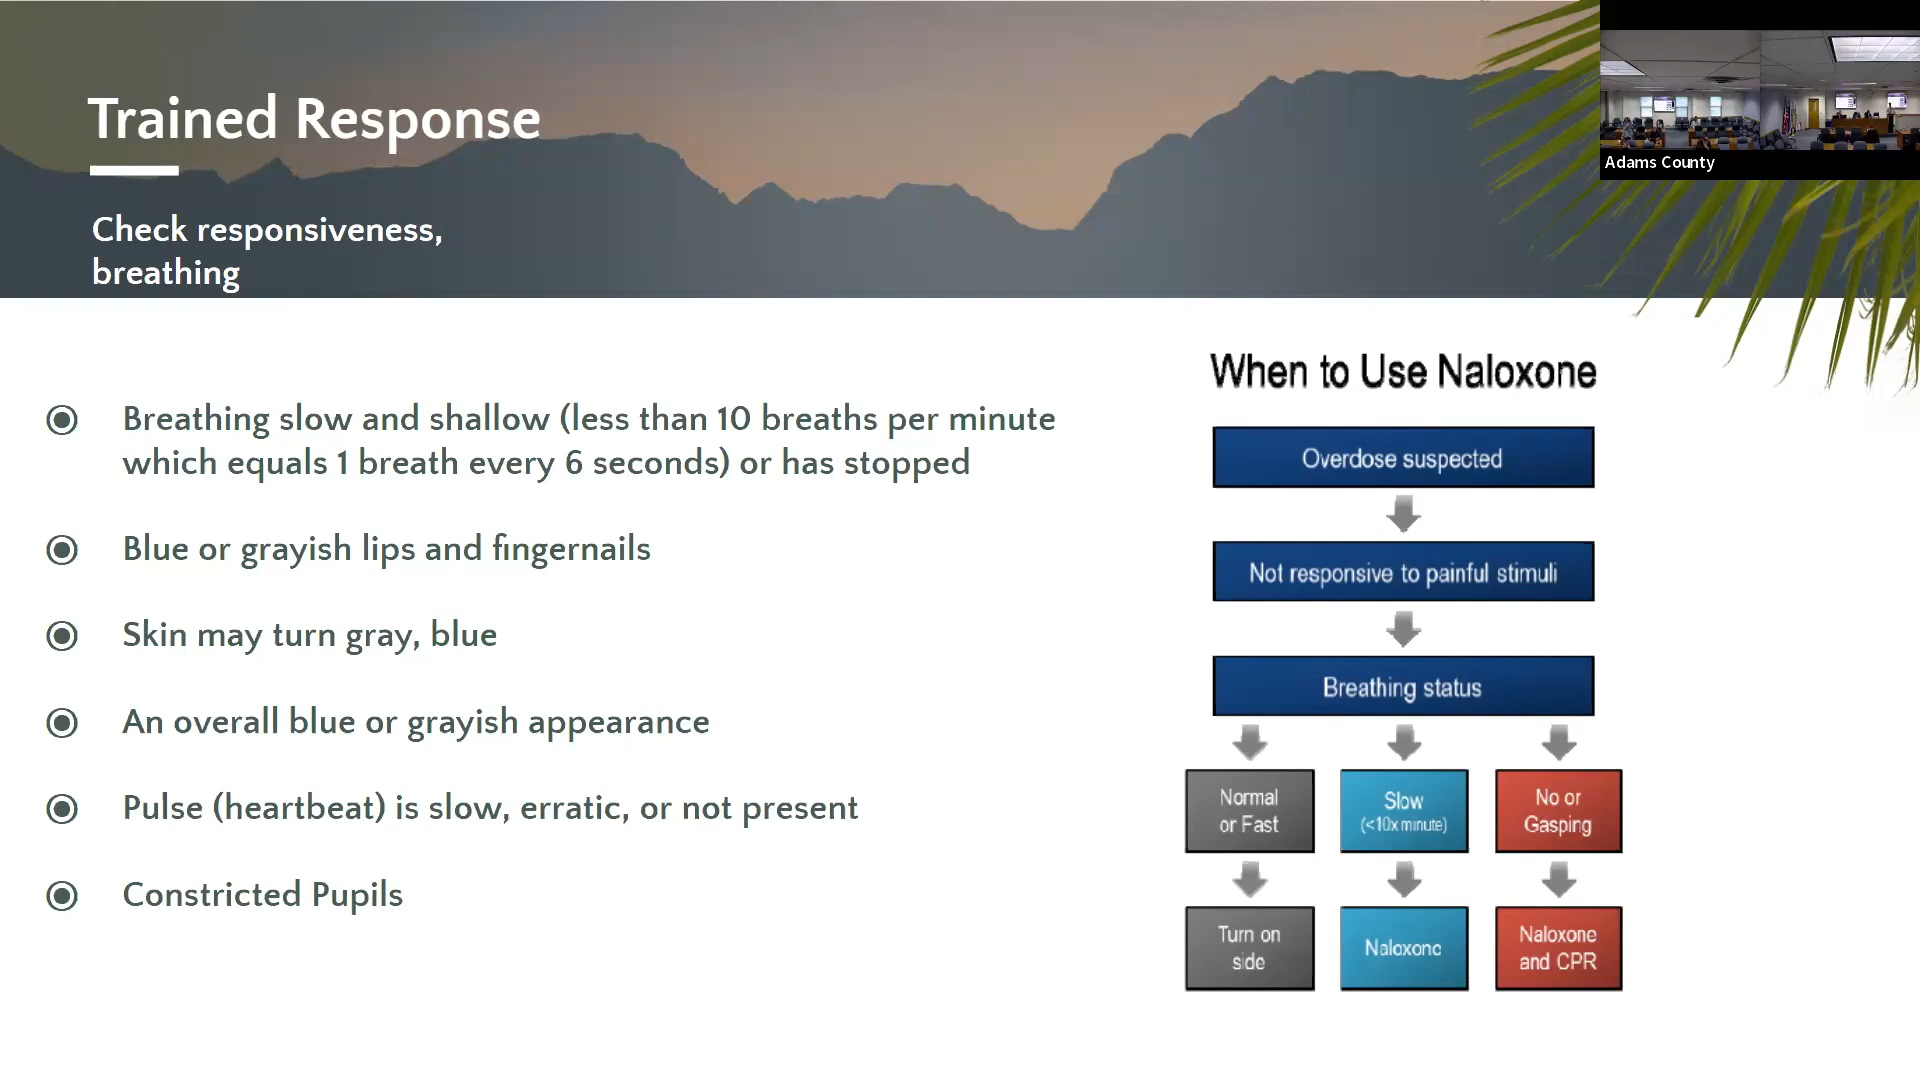 Trained Response
Check responsiveness,
breathing
Adams County
Breathing slow and shallow (less than 10 breaths per minute
which equals 1 breath every 6 seconds) or has stopped
Blue or grayish lips and fingernails
Skin may turn gray, blue
An overall blue or grayish appearance
Pulse (heartbeat) is slow, erratic, or not present
Constricted Pupils
When to Use Naloxone
Overdose suspected
Not responsive to painful stimuli
Breathing status
Normal
or Fast
Slow
(<10x minute)
No or
Gasping
Turn on
side
Naloxone
Naloxone
and CPR